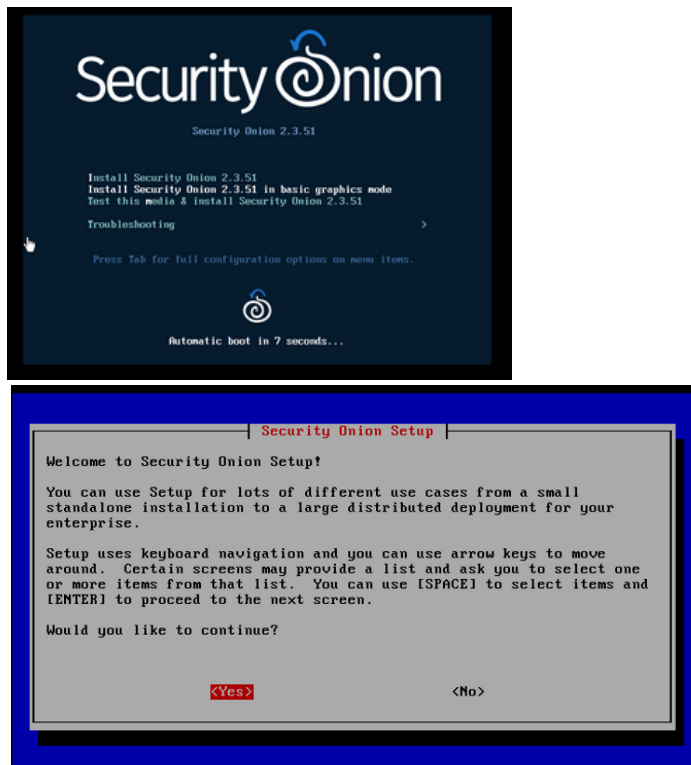 Security Onion
Security Onion 2.3.51
Install Security Onion 2.3.51
Install Security Onion 2.3.51 in basic graphics mode
Test this media & install Security Onion 2.3.51
Troubleshooting >
Press Tab for full configuration options on menu items.
Automatic boot in 7 seconds...
Security Onion Setup
Welcome to Security Onion Setup!
You can use Setup for lots of different use cases from a small
standalone installation to a large distributed deployment for your
enterprise.
Setup uses keyboard navigation and you can use arrow keys to move
around. Certain screens may provide a list and ask you to select one
or more items from that list. You can use [SPACE] to select items and
[ENTER] to proceed to the next screen.
Would you like to continue?
<Yes> <No>